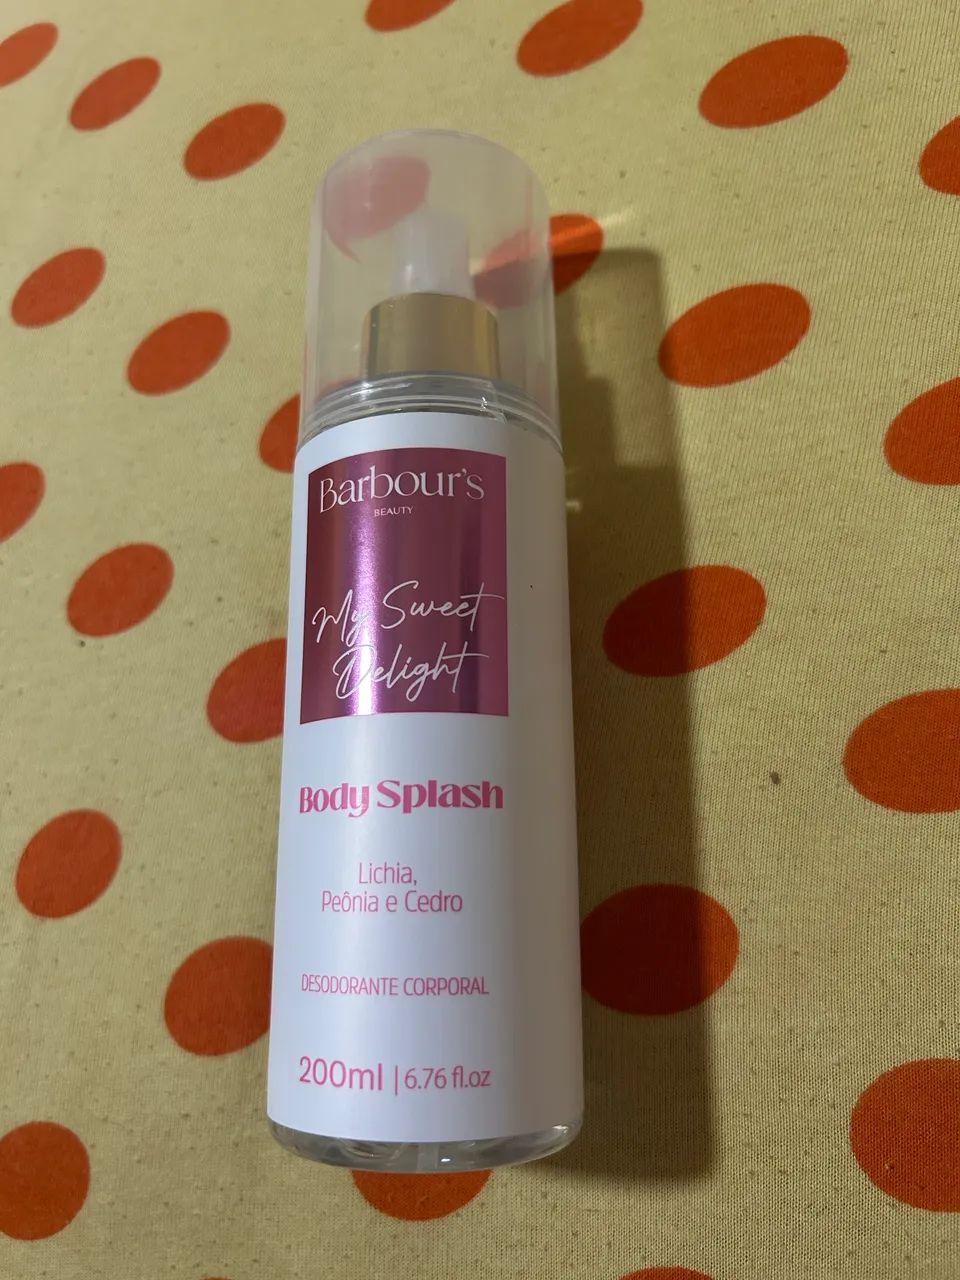 Barbour's
BEAUTY
My Sweet
Delight
Body Splash
Lichia,
Peônia e Cedro
DESODORANTE CORPORAL
200ml | 6.76 fl.oz